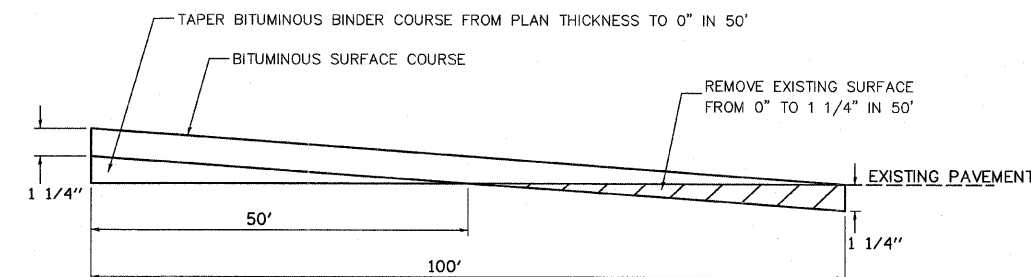 TAPER BITUMINOUS BINDER COURSE FROM PLAN THICKNESS TO 0" IN 50'
BITUMINOUS SURFACE COURSE
REMOVE EXISTING SURFACE
FROM 0" TO 1 1/4" IN 50'
EXISTING PAVEMENT
1 1/4"
50'
1 1/4"
100'